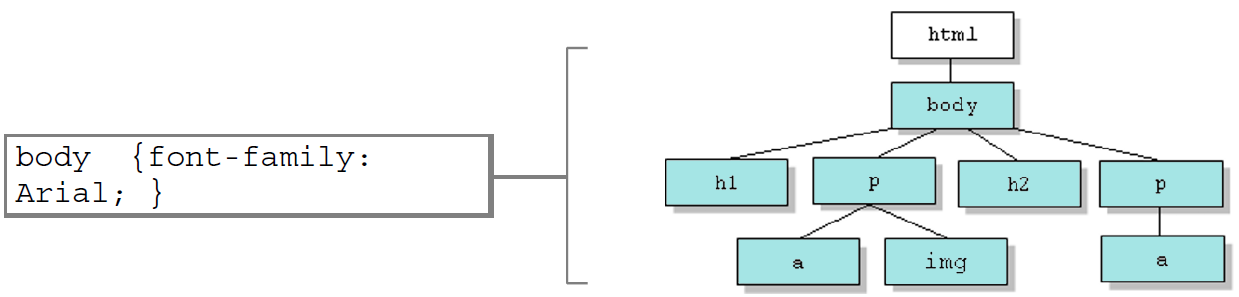 body  {font-family:
Arial; }
html
body
h1
p
h2
p
a
img
a